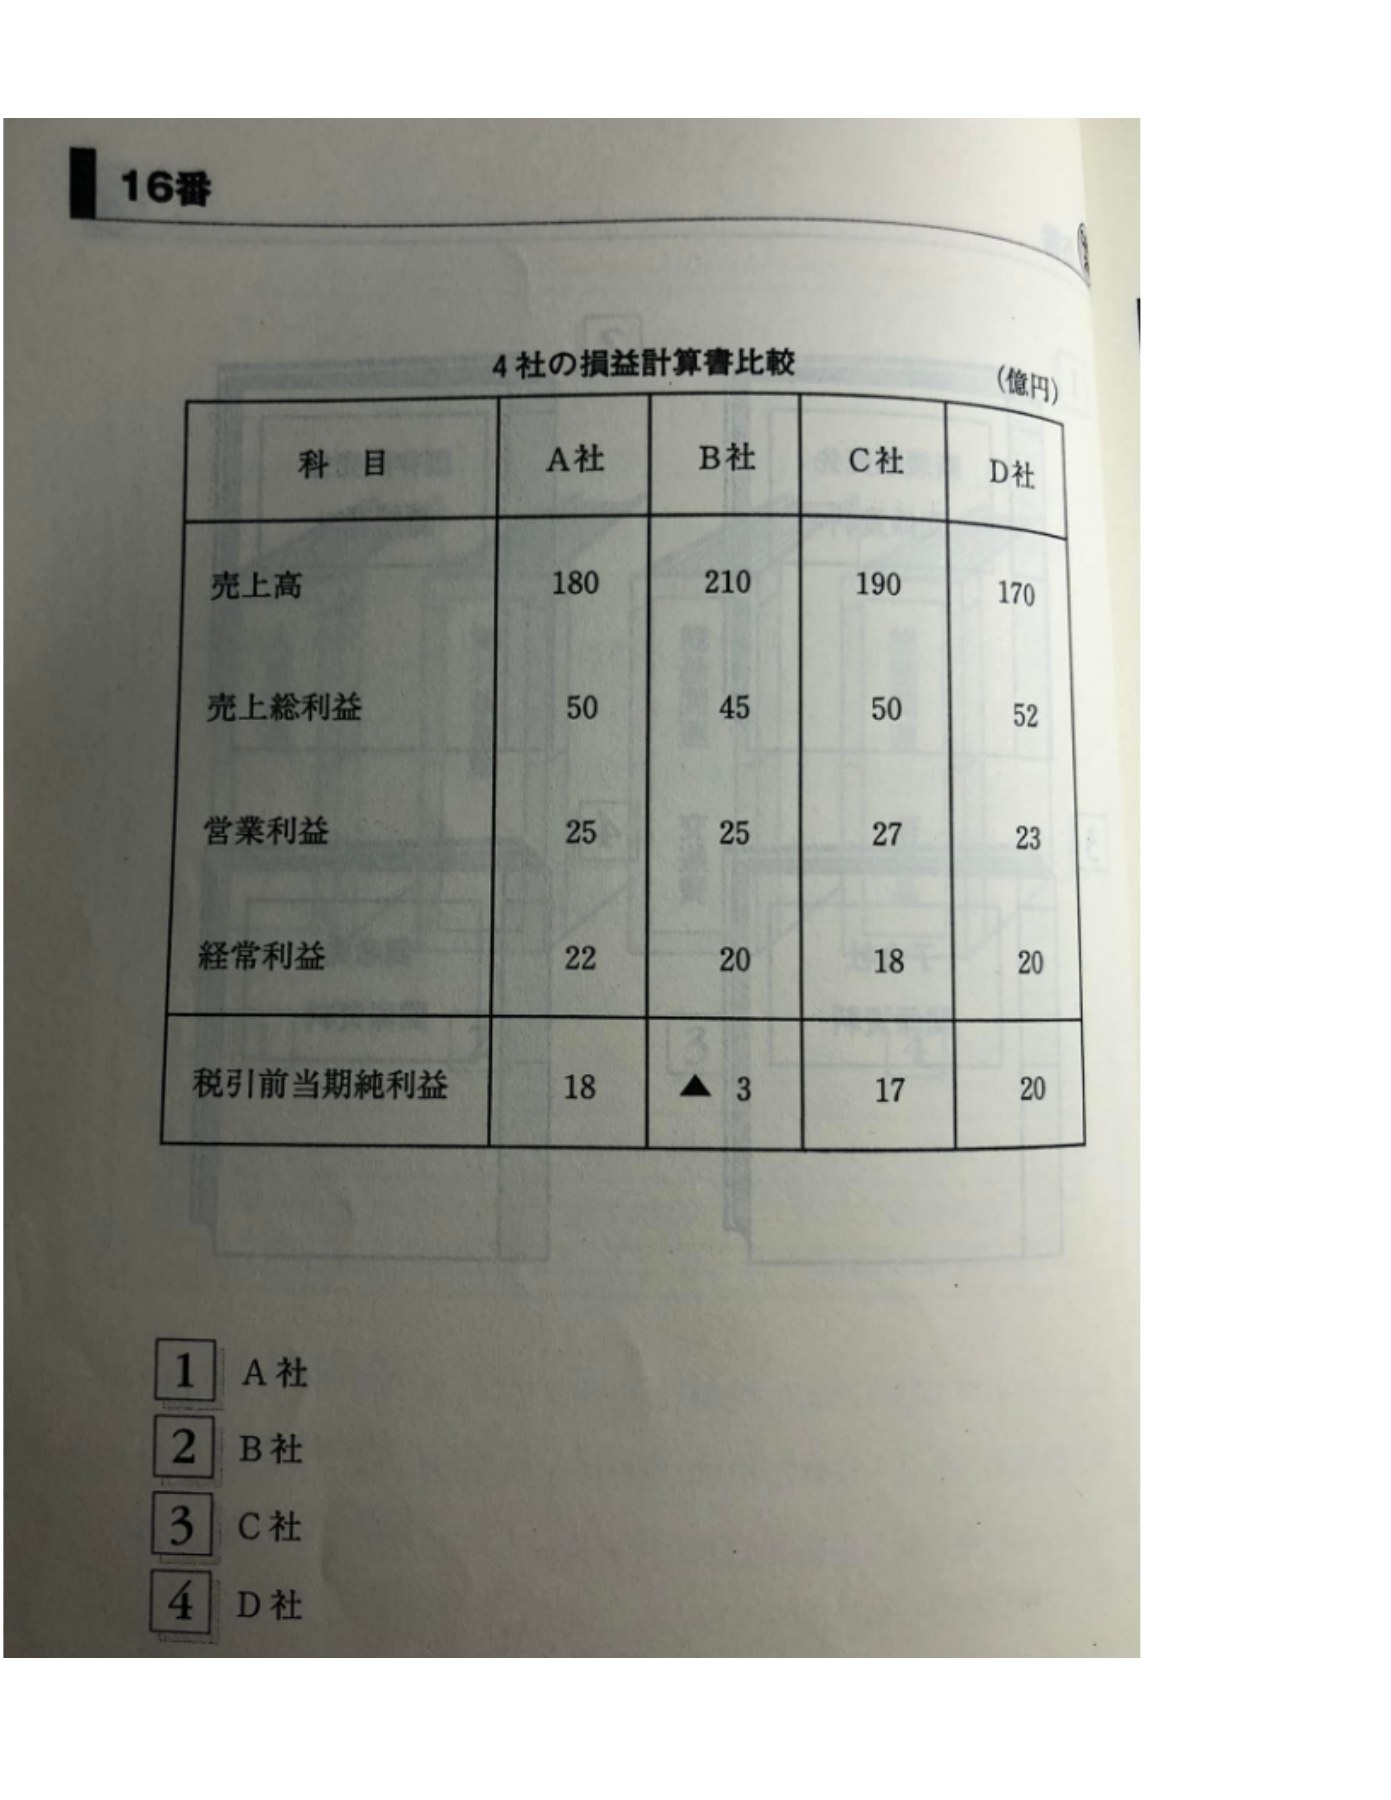 16番
4社の損益計算書比較
(億円)
科 目 A社 B社 C社 D社
売上高 180 210 190 170
売上総利益 50 45 50 52
営業利益 25 25 27 23
経常利益 22 20 18 20
税引前当期純利益 18 ▲ 3 17 20
1 A社
2 B社
3 C社
4 D社